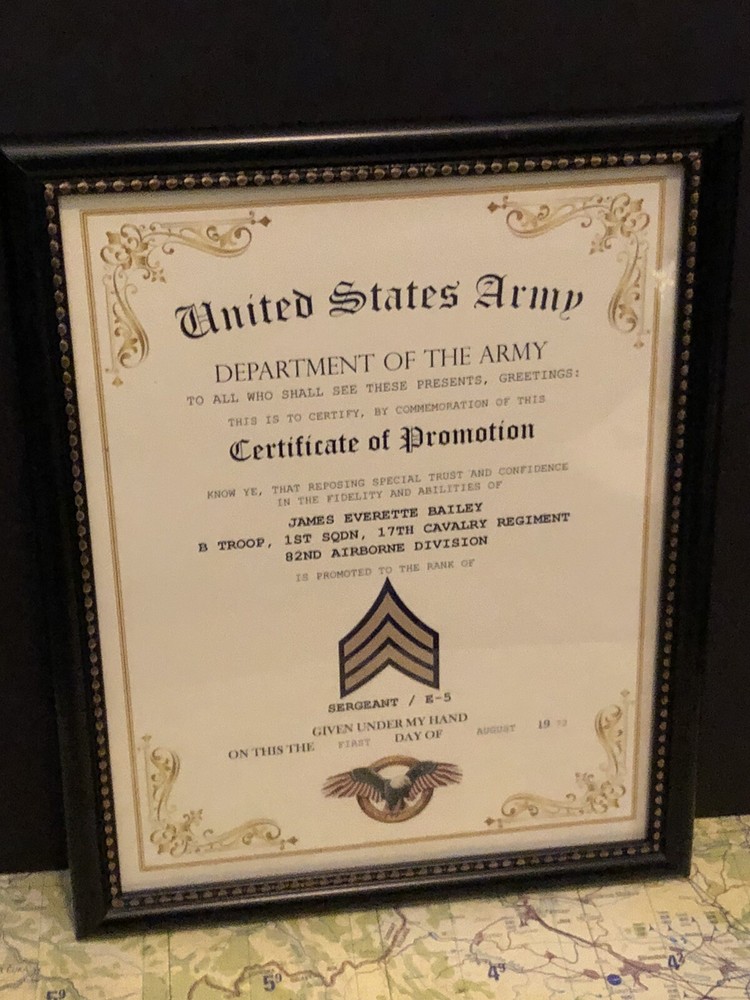 United States Army
DEPARTMENT OF THE ARMY
TO ALL WHO SHALL SEE THESE PRESENTS, GREETINGS:
THIS IS TO CERTIFY, BY COMMEMORATION OF THIS
Certificate of Promotion
KNOW YE, THAT REPOSING SPECIAL TRUST AND CONFIDENCE
IN THE FIDELITY AND ABILITIES OF
JAMES EVERETTE BAILEY
B TROOP, 1ST SQDN, 17TH CAVALRY REGIMENT
82ND AIRBORNE DIVISION
IS PROMOTED TO THE RANK OF
SERGEANT / E-5
GIVEN UNDER MY HAND
ON THIS THE FIRST DAY OF AUGUST 19
59 49 42